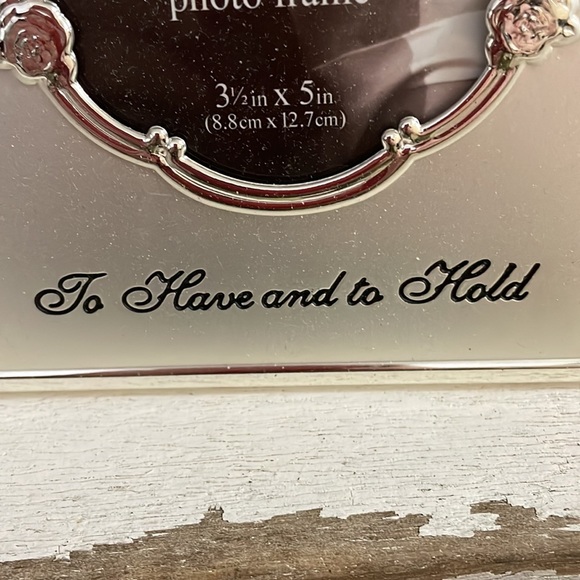 photo frame
3½in x 5in
(8.8cm x 12.7cm)
To Have and to Hold